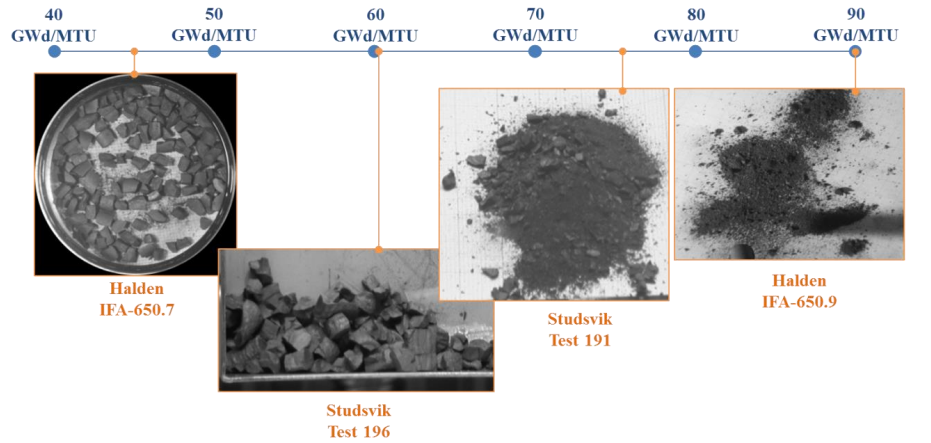 40
GWd/MTU
50
GWd/MTU
60
GWd/MTU
70
GWd/MTU
80
GWd/MTU
90
GWd/MTU
Halden
IFA-650.7
Studsvik
Test 196
Studsvik
Test 191
Halden
IFA-650.9